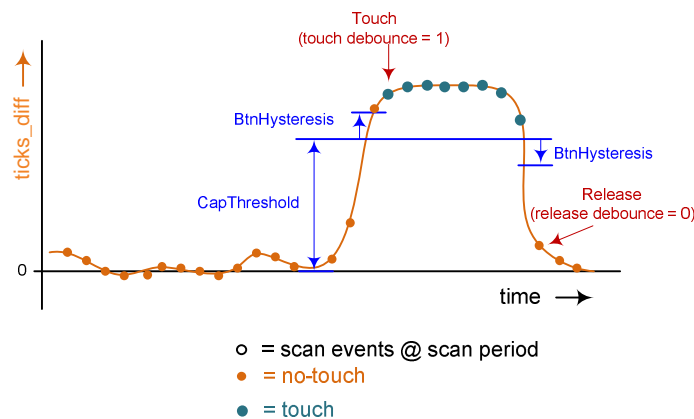 Touch
(touch debounce = 1)
ticks_diff
BtnHysteresis
BtnHysteresis
CapThreshold
Release
(release debounce = 0)
0
time
= scan events @ scan period
= no-touch
= touch